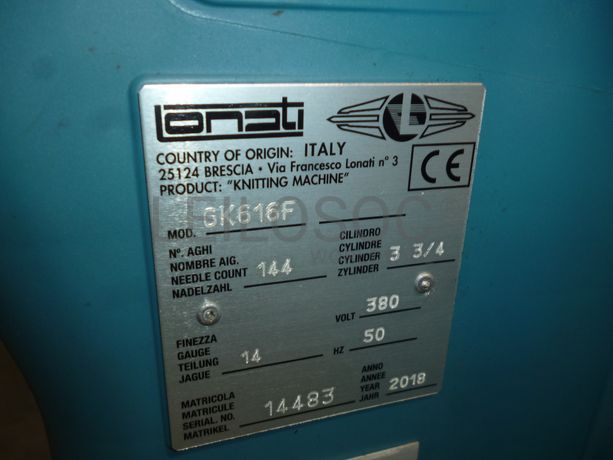 Lonati
COUNTRY OF ORIGIN: ITALY
25124 BRESCIA • Via Francesco Lonati n° 3
PRODUCT: "KNITTING MACHINE"
CE
MOD. GK616F
N°. AGHI
NOMBRE AIG.
NEEDLE COUNT 144
NADELZAHL
CILINDRO
CYLINDRE
CYLINDER 3 3/4
ZYLINDER
VOLT 380
FINEZZA
GAUGE
TEILUNG 14
JAGUE
HZ 50
MATRICOLA
MATRICULE
SERIAL. NO. 14483
MATRIKEL
ANNO
ANNEE
YEAR 2018
JAHR